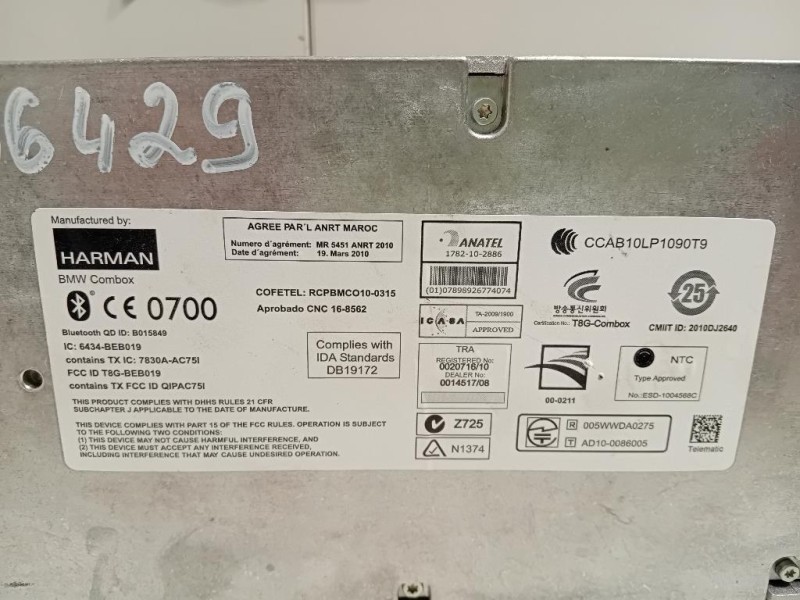 6429
Manufactured by:
HARMAN
BMW Combox
CE 0700
Bluetooth QD ID: B015849
IC: 6434-BEB019
contains TX IC: 7830A-AC75I
FCC ID T8G-BEB019
contains TX FCC ID QIPAC75I
THIS PRODUCT COMPLIES WITH DHHS RULES 21 CFR
SUBCHAPTER J APPLICABLE TO THE DATE OF MANUFACTURE.
THIS DEVICE COMPLIES WITH PART 15 OF THE FCC RULES. OPERATION IS SUBJECT
TO THE FOLLOWING TWO CONDITIONS:
(1) THIS DEVICE MAY NOT CAUSE HARMFUL INTERFERENCE, AND
(2) THIS DEVICE MUST ACCEPT ANY INTERFERENCE RECEIVED,
INCLUDING INTERFERENCE THAT MAY CAUSE UNDESIRED OPERATION.
AGREE PAR'L ANRT MAROC
Numero d'agrément: MR 5451 ANRT 2010
Date d'agrément: 19. Mars 2010
COFETEL: RCPBMCO10-0315
Aprobado CNC 16-8562
Complies with
IDA Standards
DB19172
ANATEL
1782-10-2886
(01)07898926774074
ICASA
TA-2009/1900
APPROVED
TRA
REGISTERED No:
0020716/10
DEALER No:
0014517/08
Z725
N1374
CCAB10LP1090T9
방송통신위원회
Certification No.: T8G-Combox
25
CMIIT ID: 2010DJ2640
00-0211
NTC
Type Approved
No.:ESD-1004568C
R 005WWDA0275
T AD10-0086005
Telematic